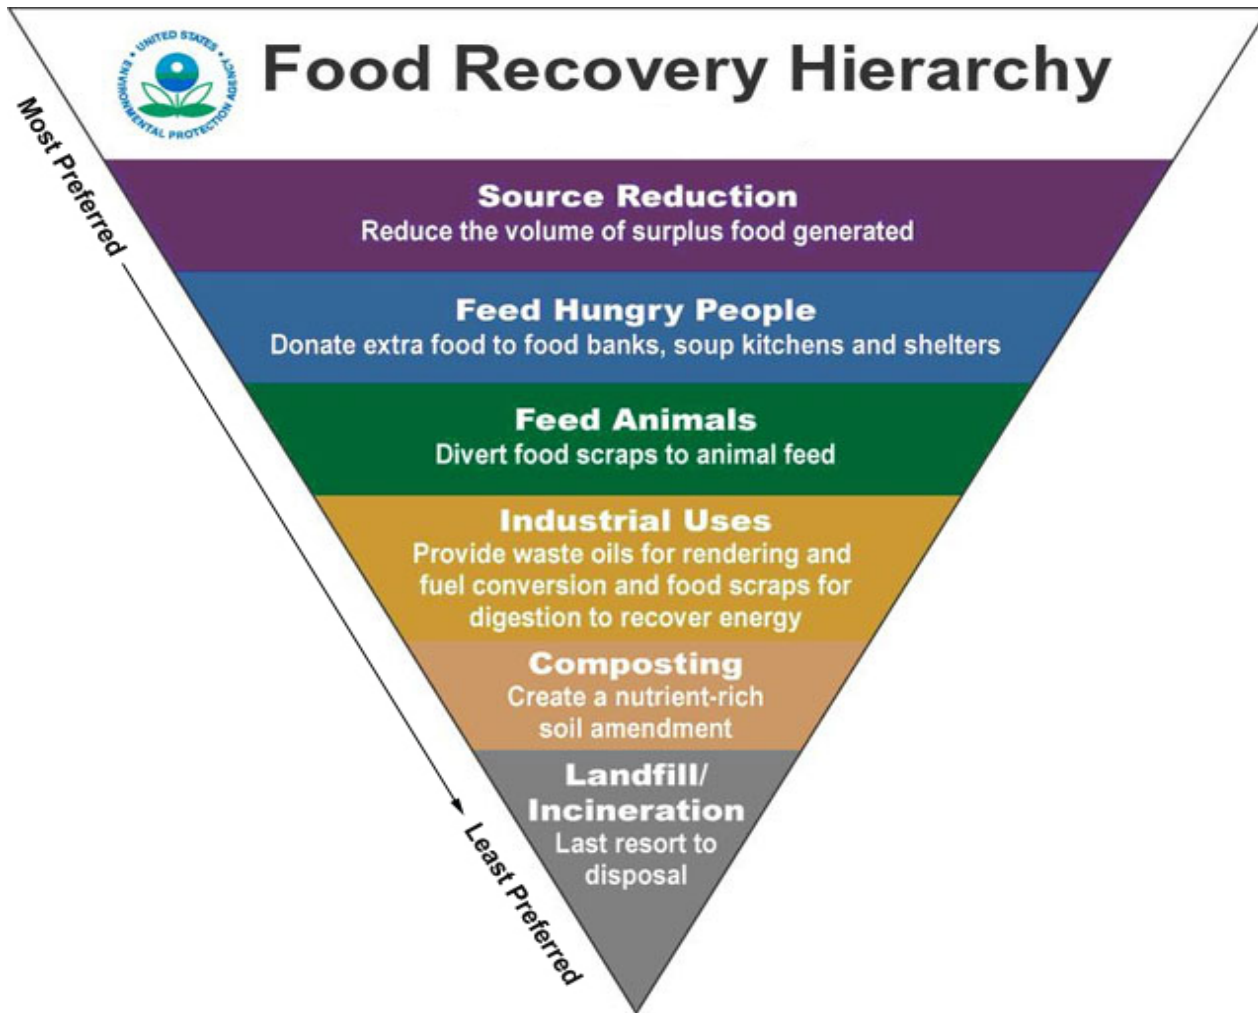 UNITED STATES • ENVIRONMENTAL PROTECTION AGENCY •
Food Recovery Hierarchy
Most Preferred
Source Reduction
Reduce the volume of surplus food generated
Feed Hungry People
Donate extra food to food banks, soup kitchens and shelters
Feed Animals
Divert food scraps to animal feed
Industrial Uses
Provide waste oils for rendering and
fuel conversion and food scraps for
digestion to recover energy
Composting
Create a nutrient-rich
soil amendment
Landfill/
Incineration
Last resort to
disposal
Least Preferred